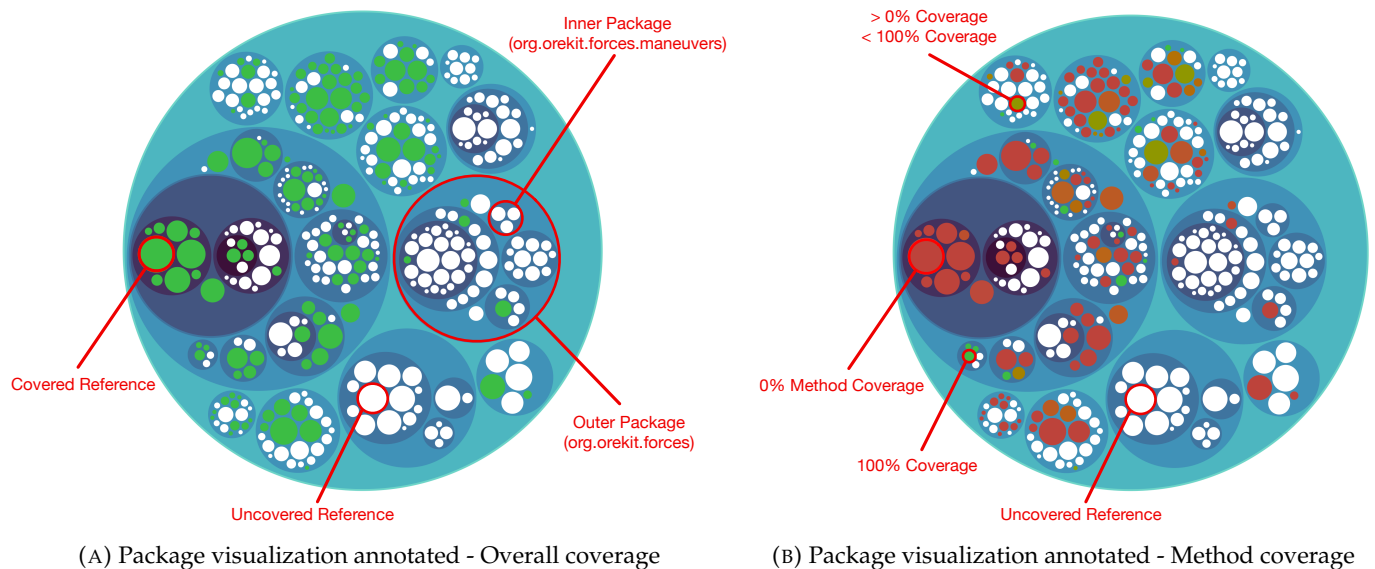 Inner Package
(org.orekit.forces.maneuvers)
Covered Reference
Outer Package
(org.orekit.forces)
Uncovered Reference
(A) Package visualization annotated - Overall coverage
> 0% Coverage
< 100% Coverage
0% Method Coverage
100% Coverage
Uncovered Reference
(B) Package visualization annotated - Method coverage